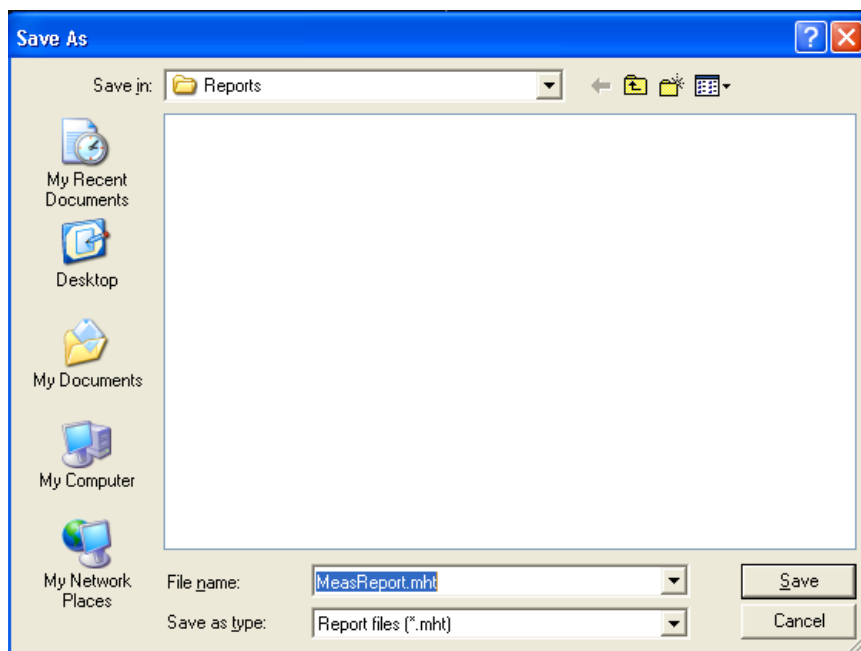 Save As
Save in:
Reports
My Recent
Documents
Desktop
My Documents
My Computer
My Network
Places
File name:
MeasReport.mht
Save
Save as type:
Report files (*.mht)
Cancel